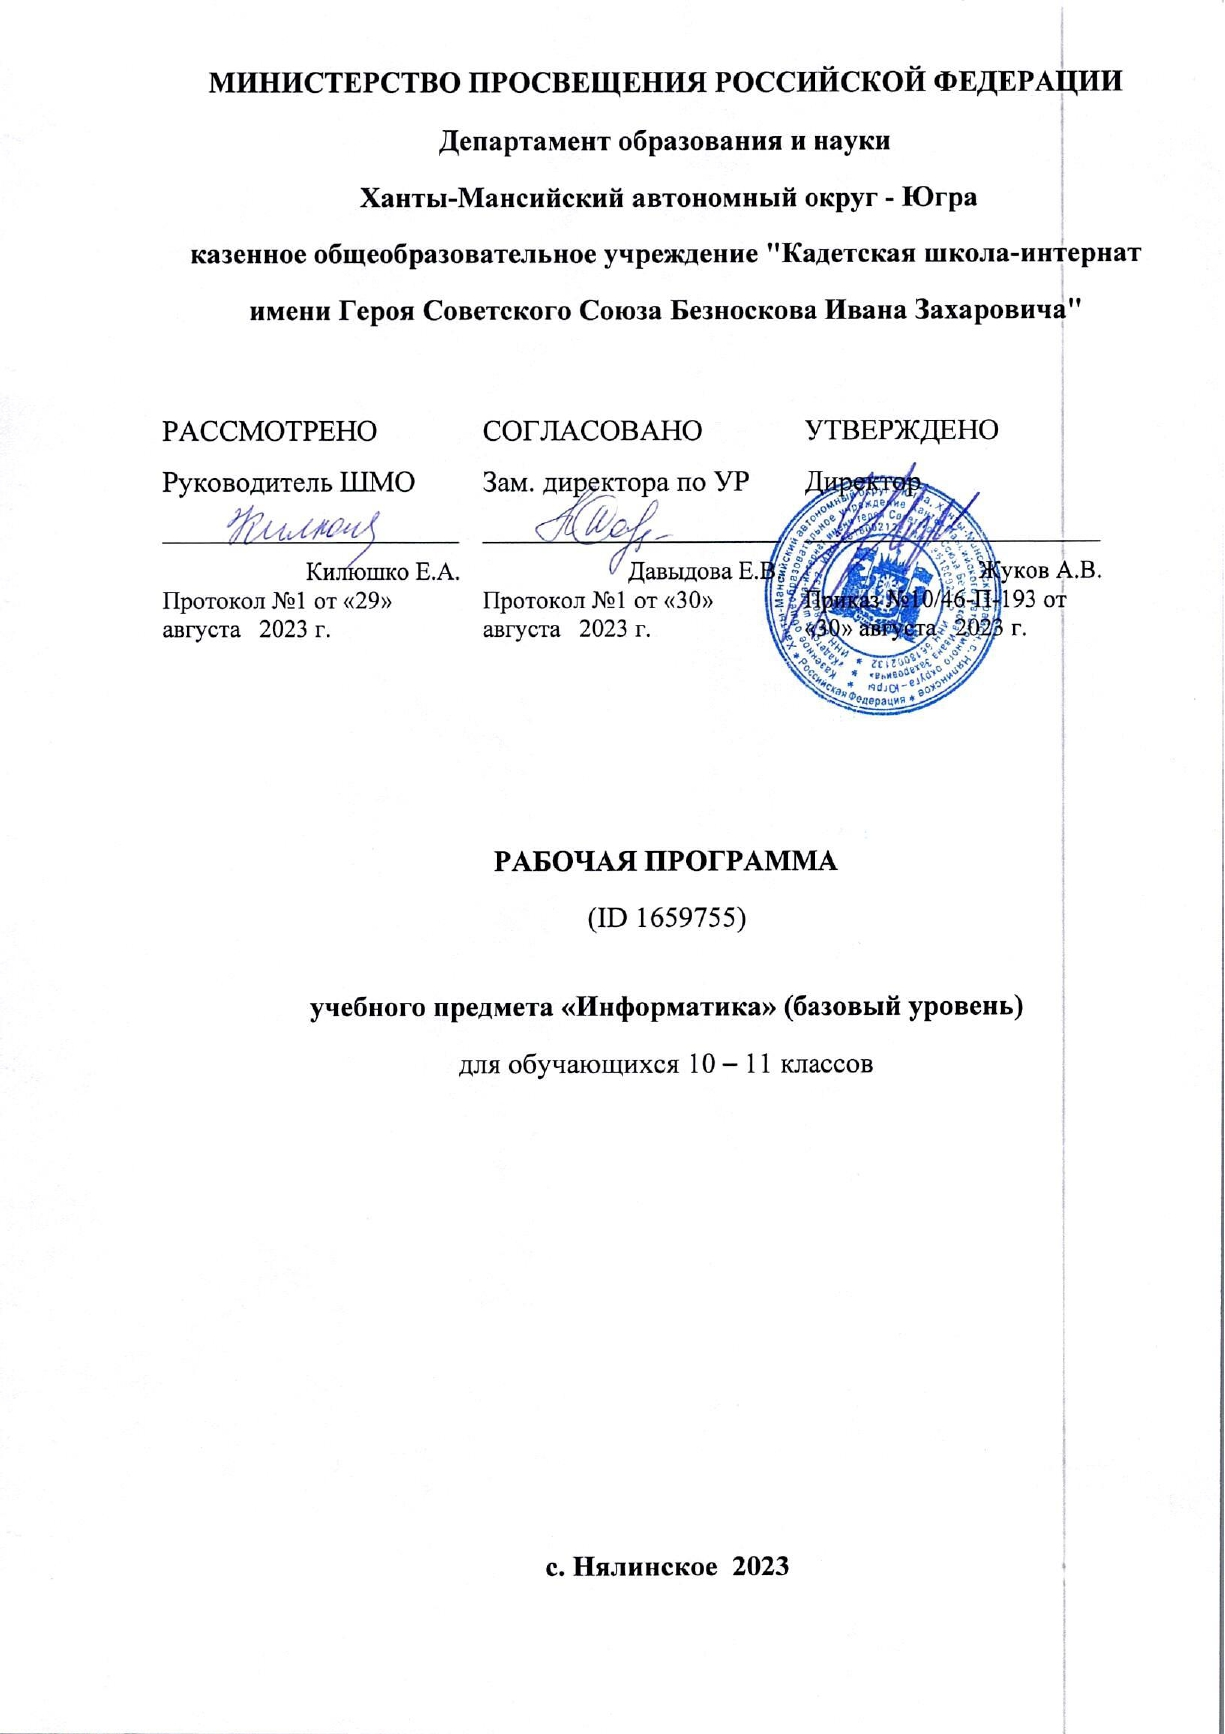 МИНИСТЕРСТВО ПРОСВЕЩЕНИЯ РОССИЙСКОЙ ФЕДЕРАЦИИ
Департамент образования и науки
Ханты-Мансийский автономный округ - Югра
казенное общеобразовательное учреждение "Кадетская школа-интернат
имени Героя Советского Союза Безноскова Ивана Захаровича"
РАССМОТРЕНО
Руководитель ШМО
Килюшко Е.А.
Протокол №1 от «29»
августа 2023 г.
СОГЛАСОВАНО
Зам. директора по УР
Давыдова Е.В.
Протокол №1 от «30»
августа 2023 г.
УТВЕРЖДЕНО
Директор
Жуков А.В.
Приказ №10/46-П-193 от
«30» августа 2023 г.
Российская Федерация
РАБОЧАЯ ПРОГРАММА
(ID 1659755)
учебного предмета «Информатика» (базовый уровень)
для обучающихся 10 – 11 классов
с. Нялинское 2023